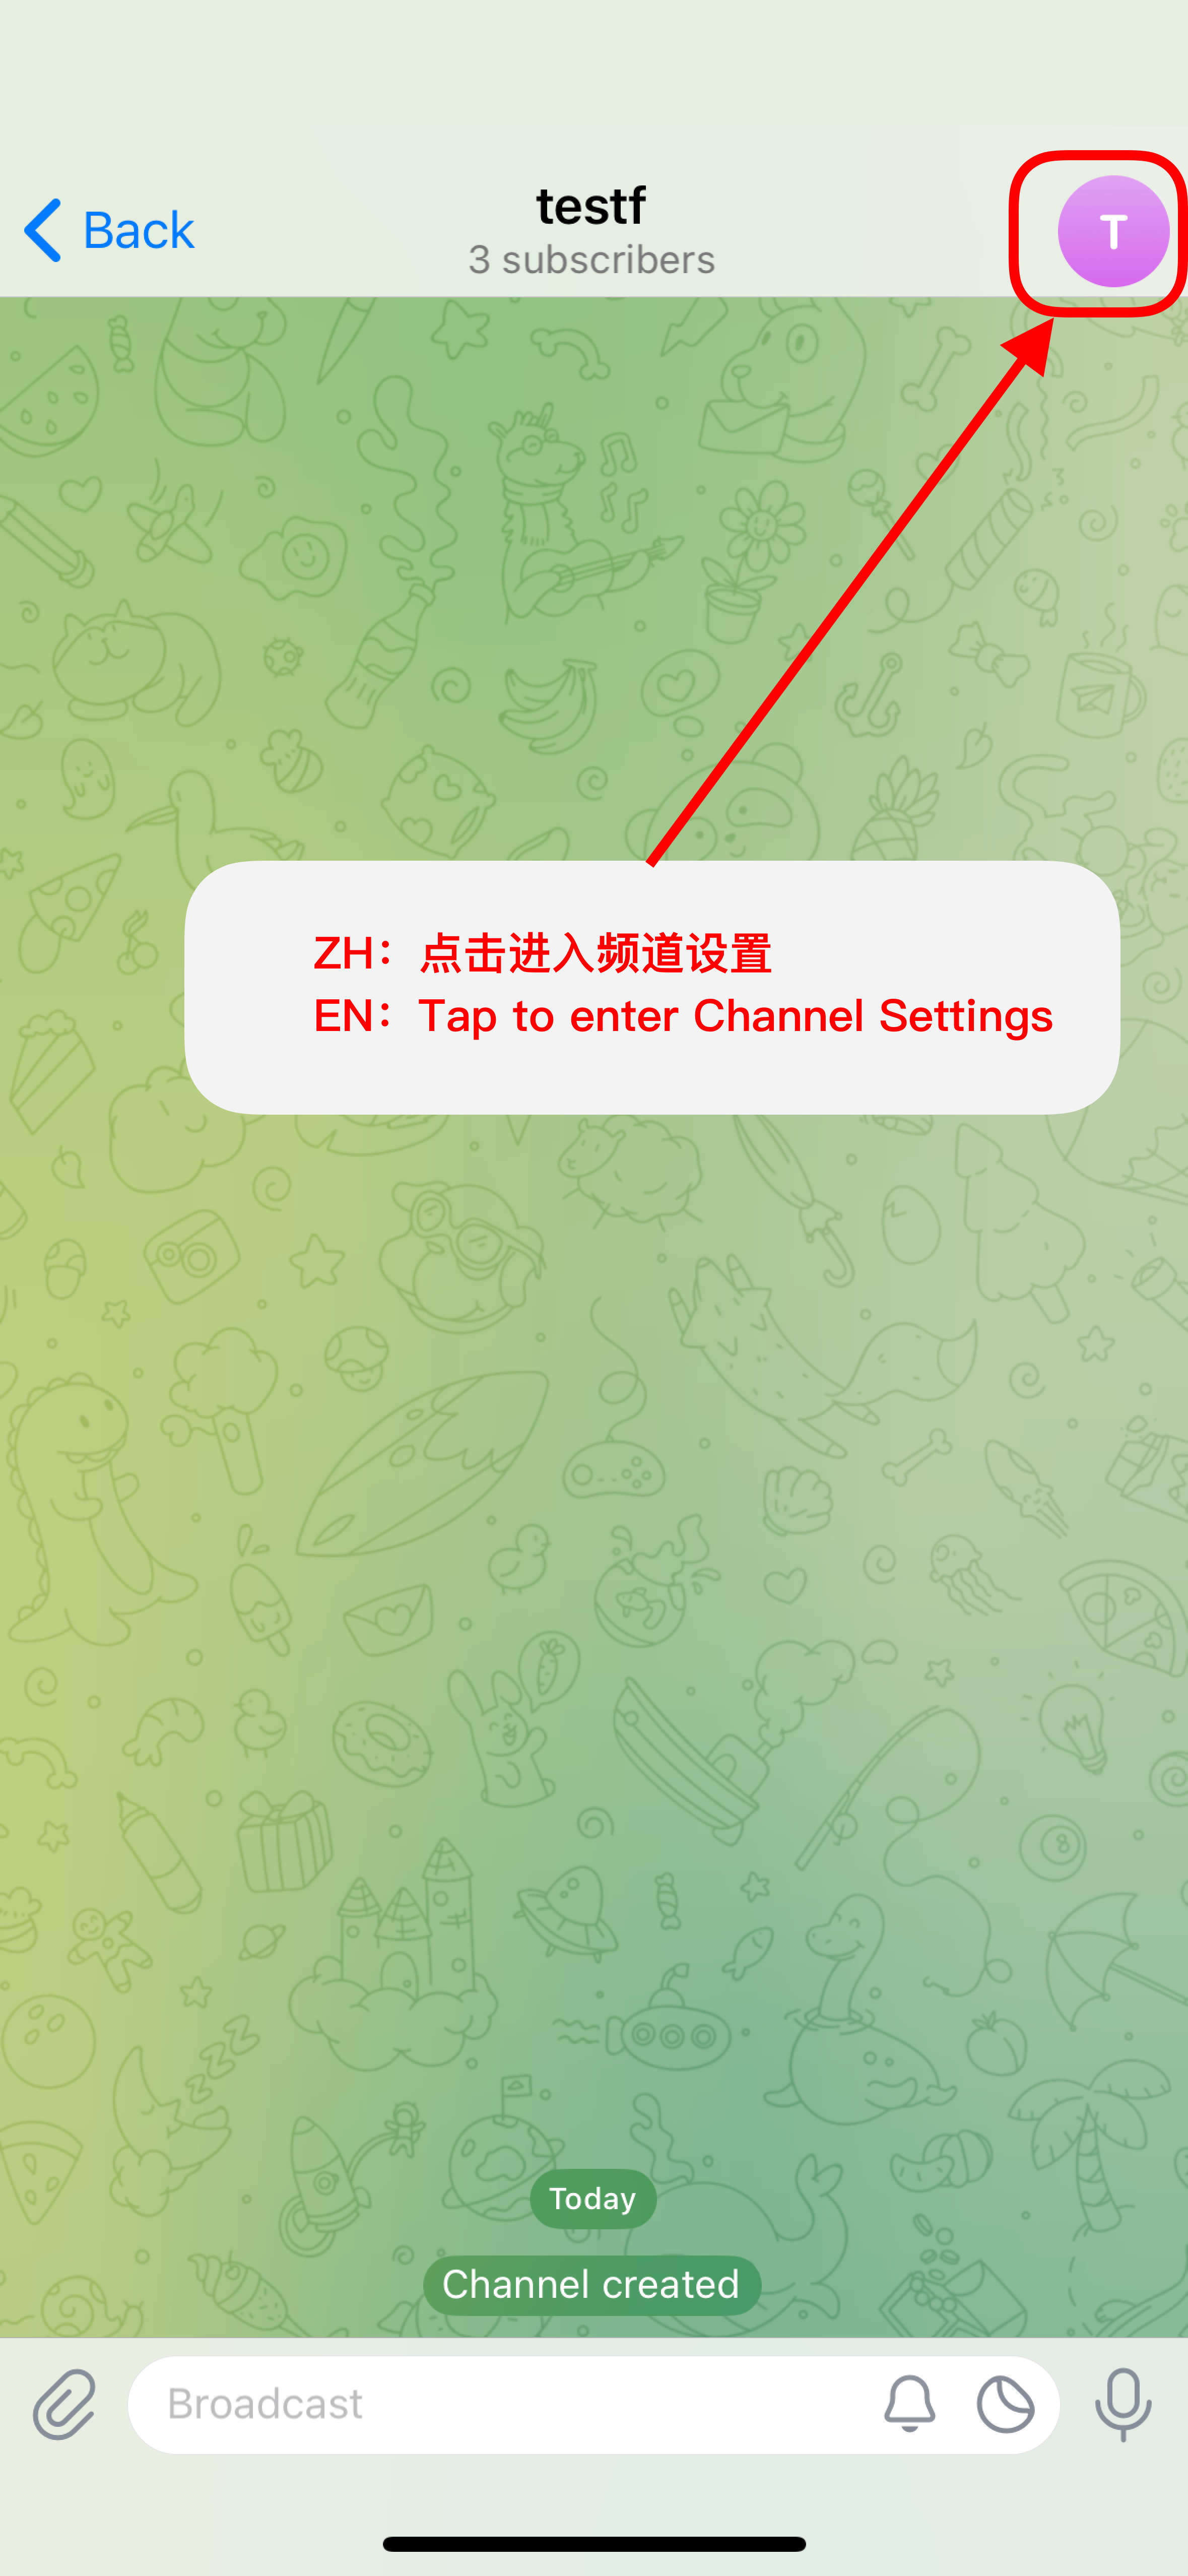 Back
testf
3 subscribers
T
ZH：点击进入频道设置
EN：Tap to enter Channel Settings
Today
Channel created
Broadcast